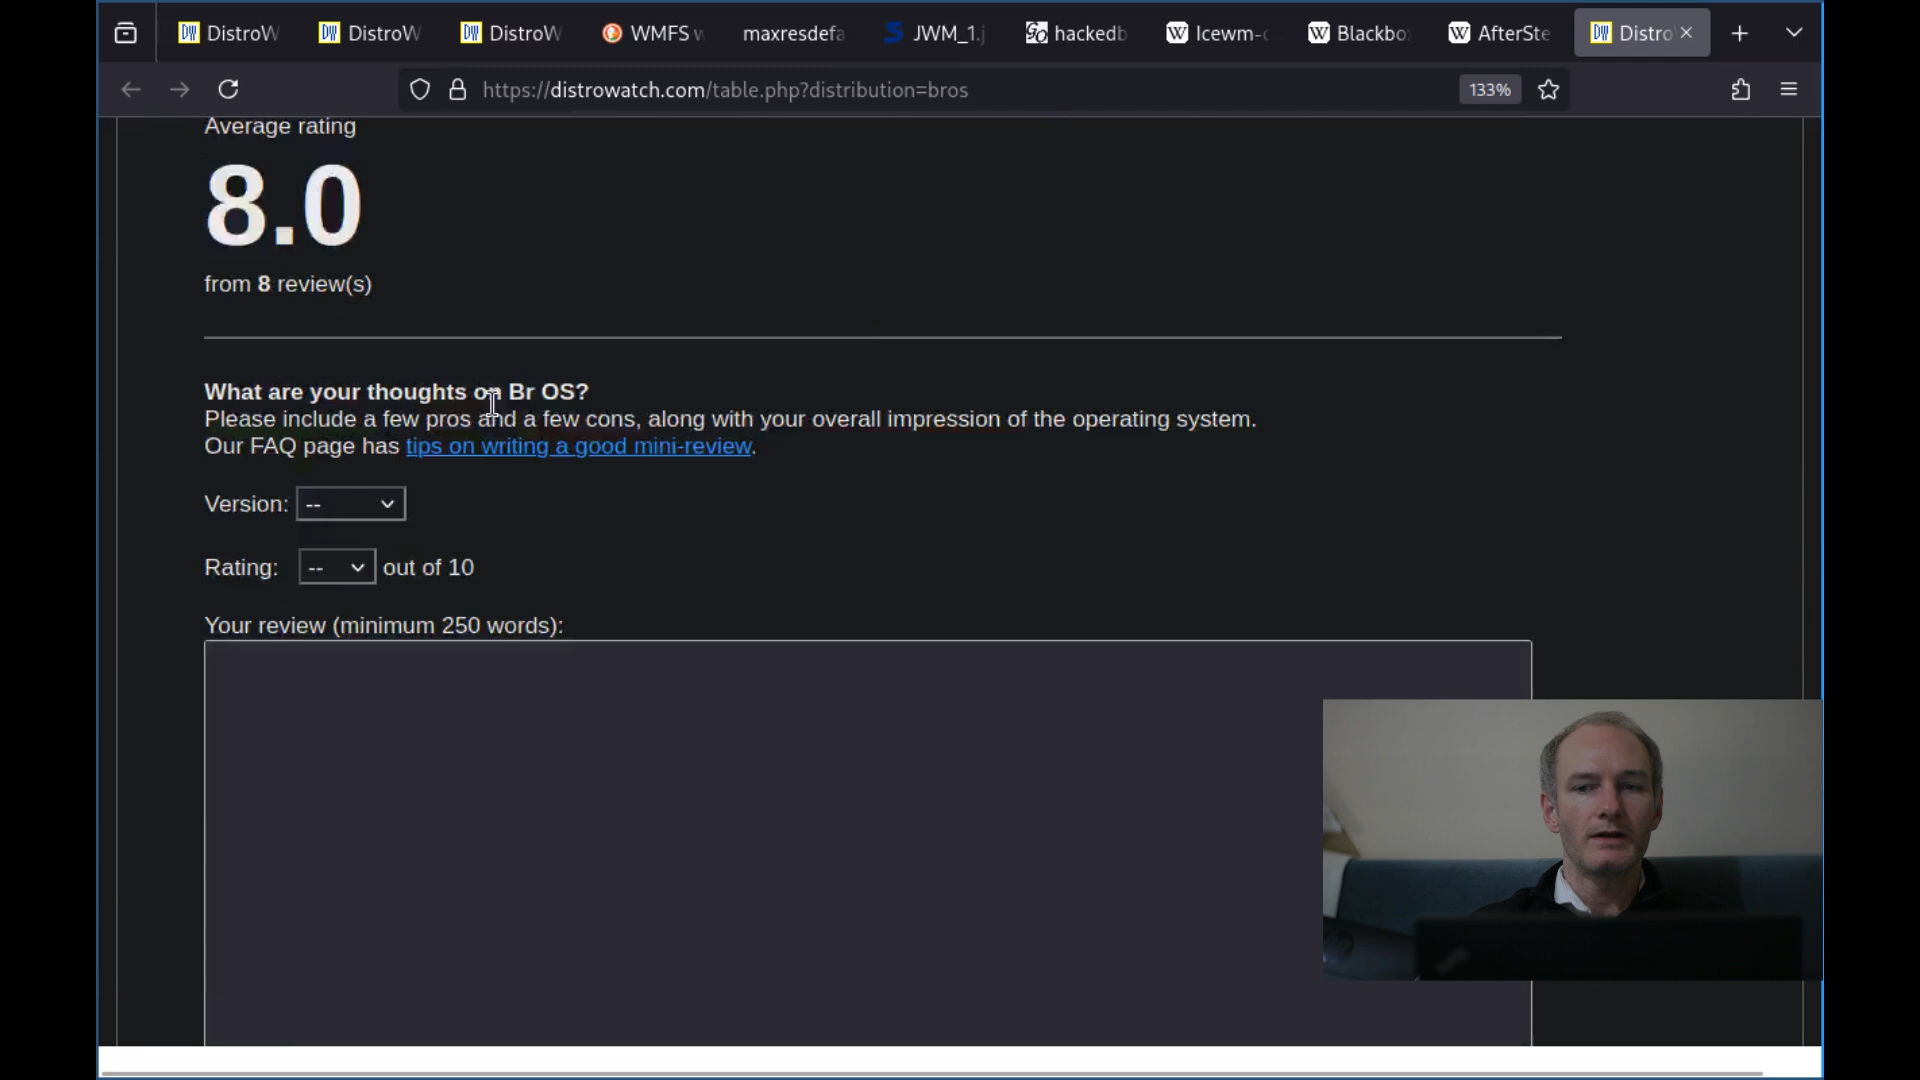 DistroW
DistroW
DistroW
WMFS w
maxresdefa
JWM_1.j
hackedb
Icewm-c
Blackbo
AfterSte
Distro
https://distrowatch.com/table.php?distribution=bros
133%
Average rating
8.0
from 8 review(s)
What are your thoughts on Br OS?
Please include a few pros and a few cons, along with your overall impression of the operating system.
Our FAQ page has tips on writing a good mini-review.
Version: --
Rating: -- out of 10
Your review (minimum 250 words):